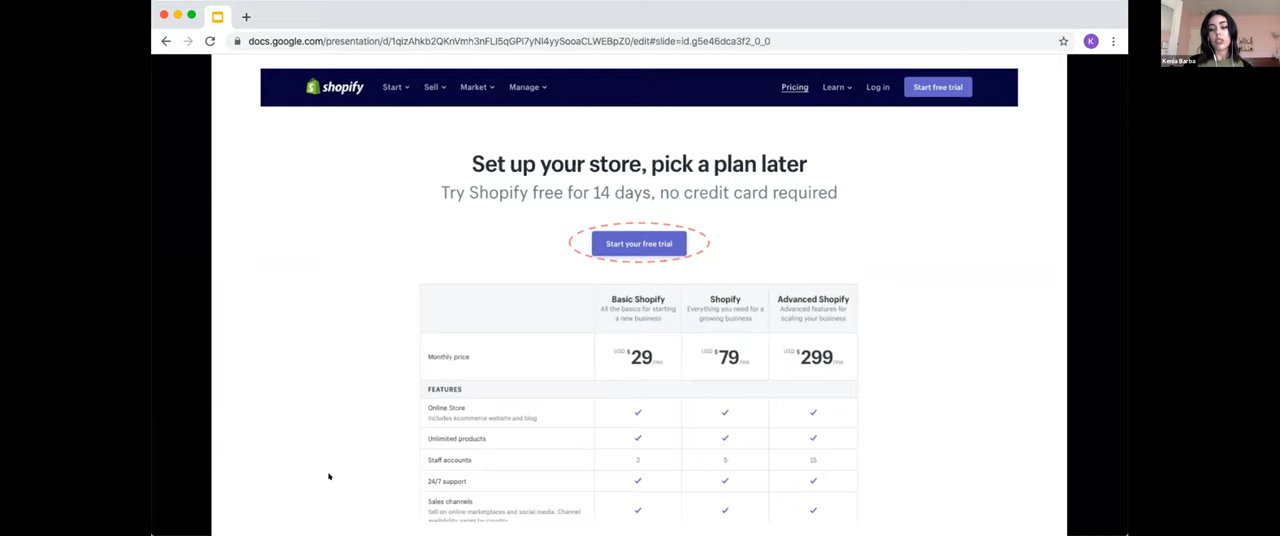 docs.google.com/presentation/d/1qizAhkb2QKnVmh3nFLI5qGPI7yNl4yySooaCLWEBpZ0/edit#slide=id.g5e46dca3f2_0_0
K
Kenia Barba
shopify Start Sell Market Manage Pricing Learn Log in Start free trial
Set up your store, pick a plan later
Try Shopify free for 14 days, no credit card required
Start your free trial
Basic Shopify Shopify Advanced Shopify
All the basics for starting Everything you need for a Advanced features for
a new business growing business scaling your business
Monthly price USD $ 29 /mo USD $ 79 /mo USD $ 299 /mo
FEATURES
Online Store
Includes ecommerce website and blog.
Unlimited products
Staff accounts 2 5 15
24/7 support
Sales channels
Sell on online marketplaces and social media. Channel
availability varies by country.